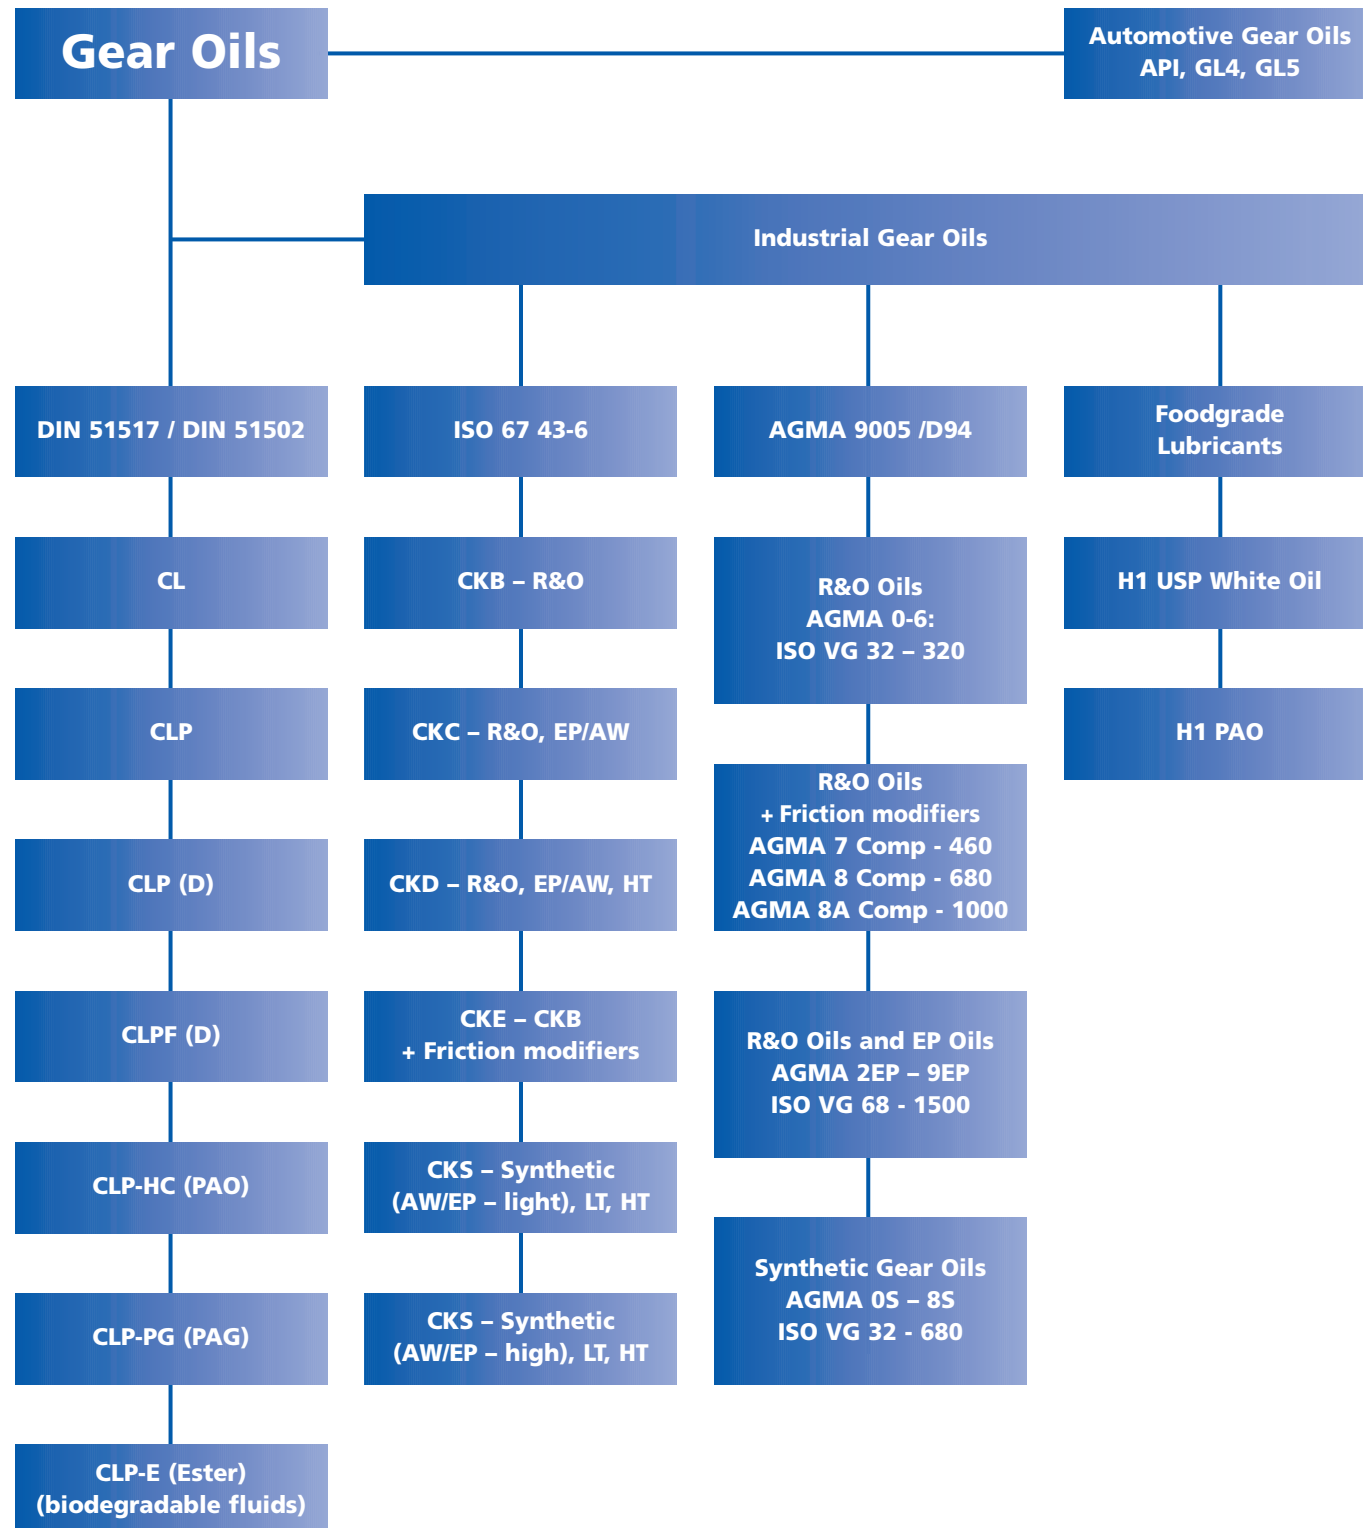 Gear Oils
Automotive Gear Oils
API, GL4, GL5
Industrial Gear Oils
DIN 51517 / DIN 51502
CL
CLP
CLP (D)
CLPF (D)
CLP-HC (PAO)
CLP-PG (PAG)
CLP-E (Ester)
(biodegradable fluids)
ISO 67 43-6
CKB – R&O
CKC – R&O, EP/AW
CKD – R&O, EP/AW, HT
CKE – CKB
+ Friction modifiers
CKS – Synthetic
(AW/EP – light), LT, HT
CKS – Synthetic
(AW/EP – high), LT, HT
AGMA 9005 /D94
R&O Oils
AGMA 0-6:
ISO VG 32 – 320
R&O Oils
+ Friction modifiers
AGMA 7 Comp - 460
AGMA 8 Comp - 680
AGMA 8A Comp - 1000
R&O Oils and EP Oils
AGMA 2EP – 9EP
ISO VG 68 - 1500
Synthetic Gear Oils
AGMA 0S – 8S
ISO VG 32 - 680
Foodgrade
Lubricants
H1 USP White Oil
H1 PAO